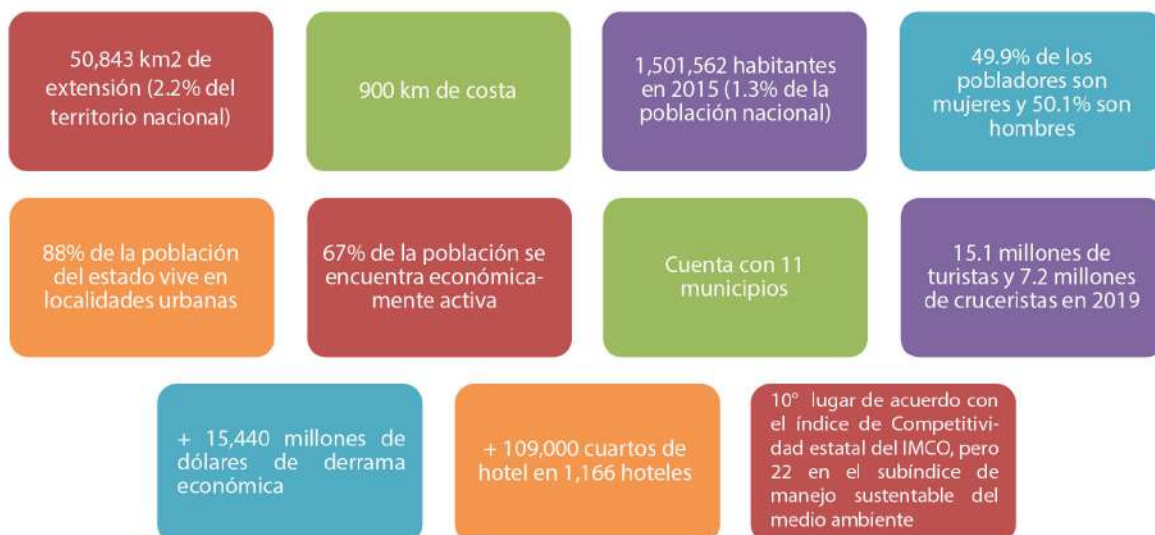 50,843 km2 de
extensión (2.2% del
territorio nacional)
900 km de costa
1,501,562 habitantes
en 2015 (1.3% de la
población nacional)
49.9% de los
pobladores son
mujeres y 50.1% son
hombres
88% de la población
del estado vive en
localidades urbanas
67% de la población se
encuentra económica-
mente activa
Cuenta con 11
municipios
15.1 millones de
turistas y 7.2 millones
de cruceristas en 2019
+ 15,440 millones de
dólares de derrama
económica
+ 109,000 cuartos de
hotel en 1,166 hoteles
10° lugar de acuerdo con
el índice de Competitivi-
dad estatal del IMCO, pero
22 en el subíndice de
manejo sustentable del
medio ambiente